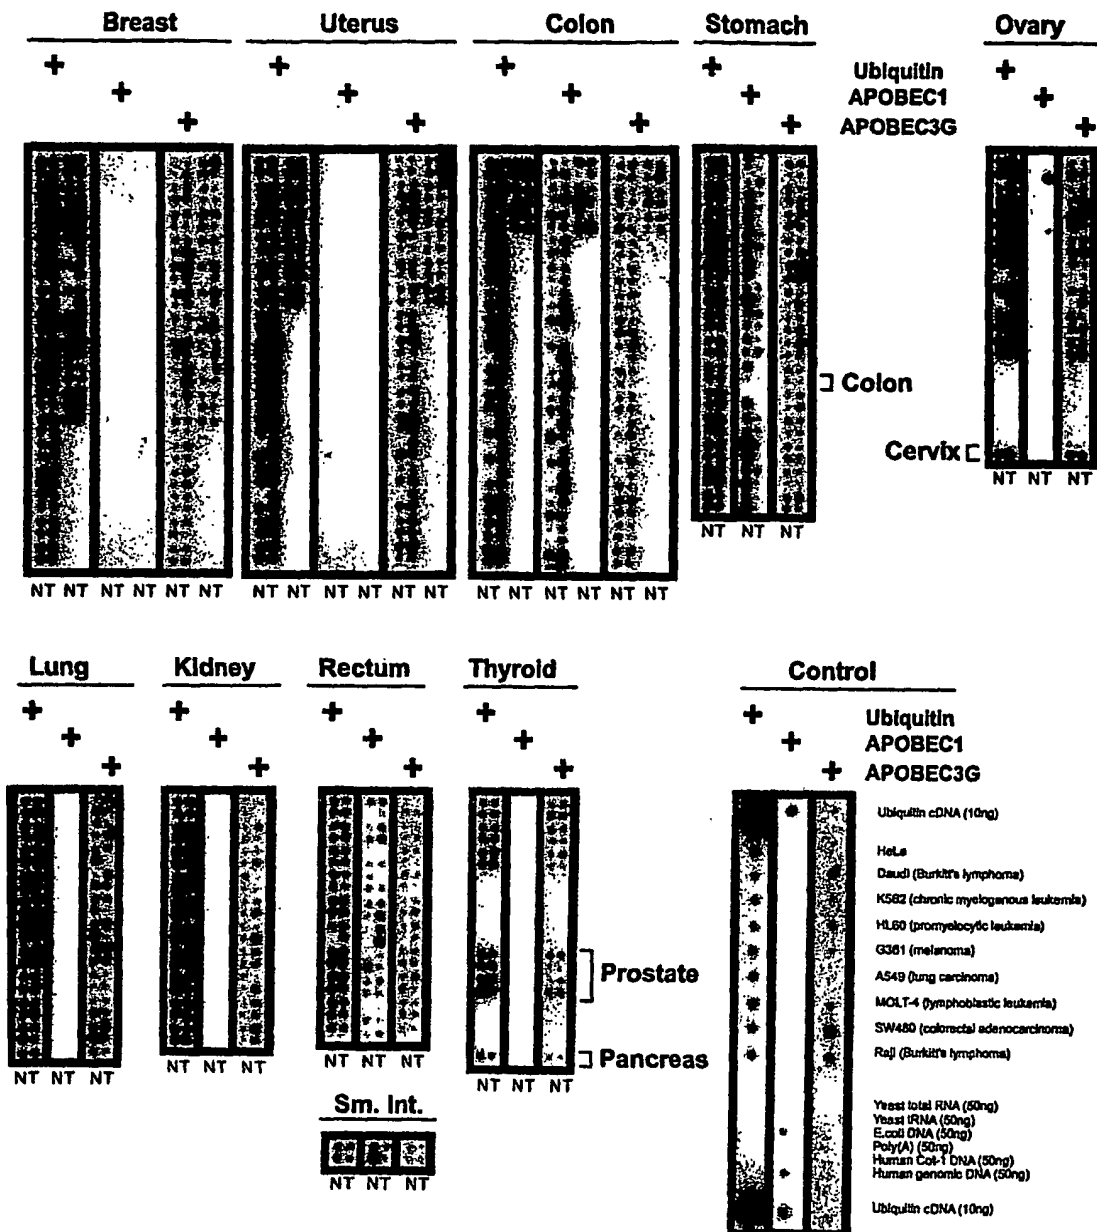 Breast Uterus Colon Stomach Ovary
+ + + + Ubiquitin +
+ + + APOBEC1 +
+ + + + APOBEC3G +
] Colon
Cervix [
NT NT NT
NT NT NT
NT NT NT NT NT NT NT NT NT NT NT NT NT NT NT NT NT NT
Lung Kidney Rectum Thyroid Control
+ + + + + Ubiquitin
+ + + + + APOBEC1
+ + + + + APOBEC3G
Ubiquitin cDNA (10ng)
HeLa
Daudi (Burkitt's lymphoma)
K562 (chronic myelogenous leukemia)
HL60 (promyelocytic leukemia)
G361 (melanoma)
] Prostate
A549 (lung carcinoma)
MOLT-4 (lymphoblastic leukemia)
SW480 (colorectal adenocarcinoma)
Raji (Burkitt's lymphoma)
] Pancreas
NT NT NT NT NT NT NT NT NT NT NT NT
Sm. Int.
NT NT NT
Yeast total RNA (50ng)
Yeast tRNA (50ng)
E.coli DNA (50ng)
Poly(A) (50ng)
Human Cot-1 DNA (50ng)
Human genomic DNA (50ng)
Ubiquitin cDNA (10ng)